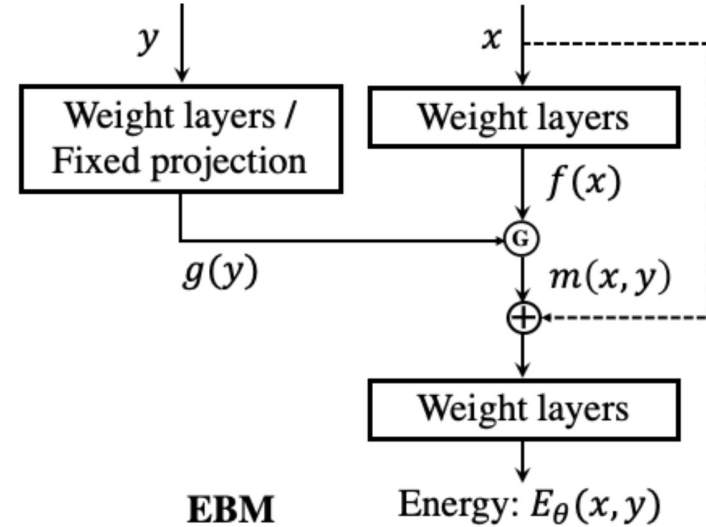 y
x
Weight layers /
Fixed projection
Weight layers
f(x)
G
g(y)
m(x, y)
+
Weight layers
EBM
Energy: E_θ(x, y)